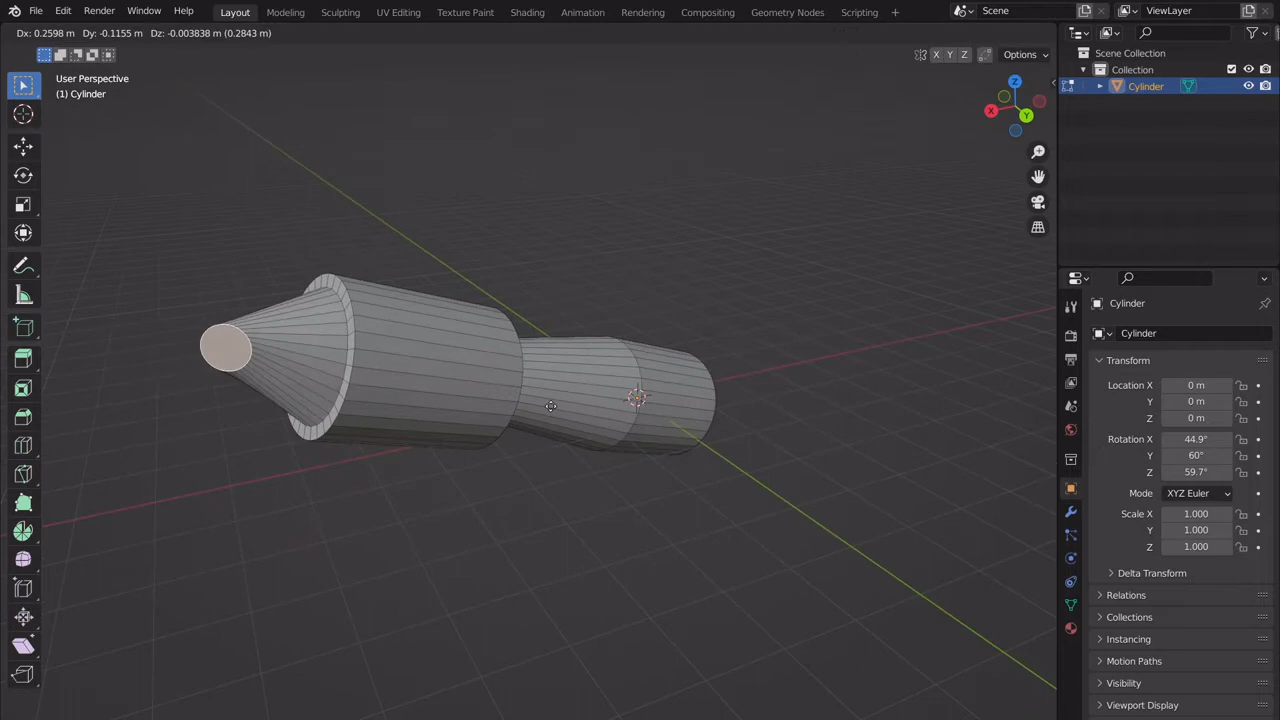 File Edit Render Window Help Layout Modeling Sculpting UV Editing Texture Paint Shading Animation Rendering Compositing Geometry Nodes Scripting + Scene ViewLayer
Dx: 0.2598 m Dy: -0.1155 m Dz: -0.003838 m (0.2843 m)
X Y Z Options
Scene Collection
Collection
Cylinder
User Perspective
(1) Cylinder
Z
X
Y
Cylinder
Cylinder
Transform
Location X 0 m
Y 0 m
Z 0 m
Rotation X 44.9°
Y 60°
Z 59.7°
Mode XYZ Euler
Scale X 1.000
Y 1.000
Z 1.000
Delta Transform
Relations
Collections
Instancing
Motion Paths
Visibility
Viewport Display